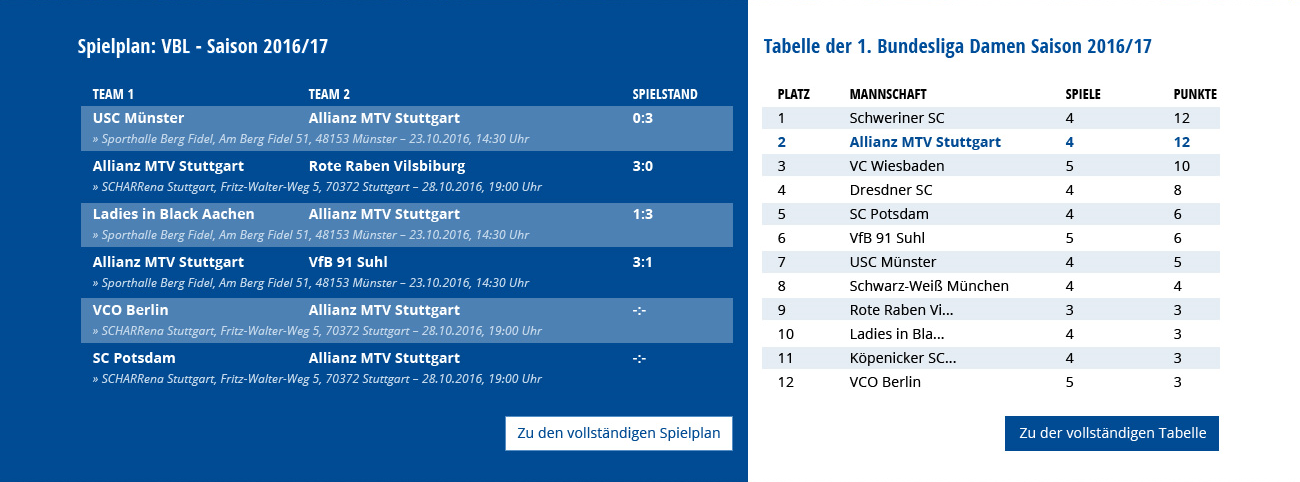 Spielplan: VBL - Saison 2016/17
TEAM 1 TEAM 2 SPIELSTAND
USC Münster Allianz MTV Stuttgart 0:3
» Sporthalle Berg Fidel, Am Berg Fidel 51, 48153 Münster – 23.10.2016, 14:30 Uhr
Allianz MTV Stuttgart Rote Raben Vilsbiburg 3:0
» SCHARRena Stuttgart, Fritz-Walter-Weg 5, 70372 Stuttgart – 28.10.2016, 19:00 Uhr
Ladies in Black Aachen Allianz MTV Stuttgart 1:3
» Sporthalle Berg Fidel, Am Berg Fidel 51, 48153 Münster – 23.10.2016, 14:30 Uhr
Allianz MTV Stuttgart VfB 91 Suhl 3:1
» Sporthalle Berg Fidel, Am Berg Fidel 51, 48153 Münster – 23.10.2016, 14:30 Uhr
VCO Berlin Allianz MTV Stuttgart -:-
» SCHARRena Stuttgart, Fritz-Walter-Weg 5, 70372 Stuttgart – 28.10.2016, 19:00 Uhr
SC Potsdam Allianz MTV Stuttgart -:-
» SCHARRena Stuttgart, Fritz-Walter-Weg 5, 70372 Stuttgart – 28.10.2016, 19:00 Uhr
Zu den vollständigen Spielplan
Tabelle der 1. Bundesliga Damen Saison 2016/17
PLATZ MANNSCHAFT SPIELE PUNKTE
1 Schweriner SC 4 12
2 Allianz MTV Stuttgart 4 12
3 VC Wiesbaden 5 10
4 Dresdner SC 4 8
5 SC Potsdam 4 6
6 VfB 91 Suhl 5 6
7 USC Münster 4 5
8 Schwarz-Weiß München 4 4
9 Rote Raben Vi... 3 3
10 Ladies in Bla... 4 3
11 Köpenicker SC... 4 3
12 VCO Berlin 5 3
Zu der vollständigen Tabelle